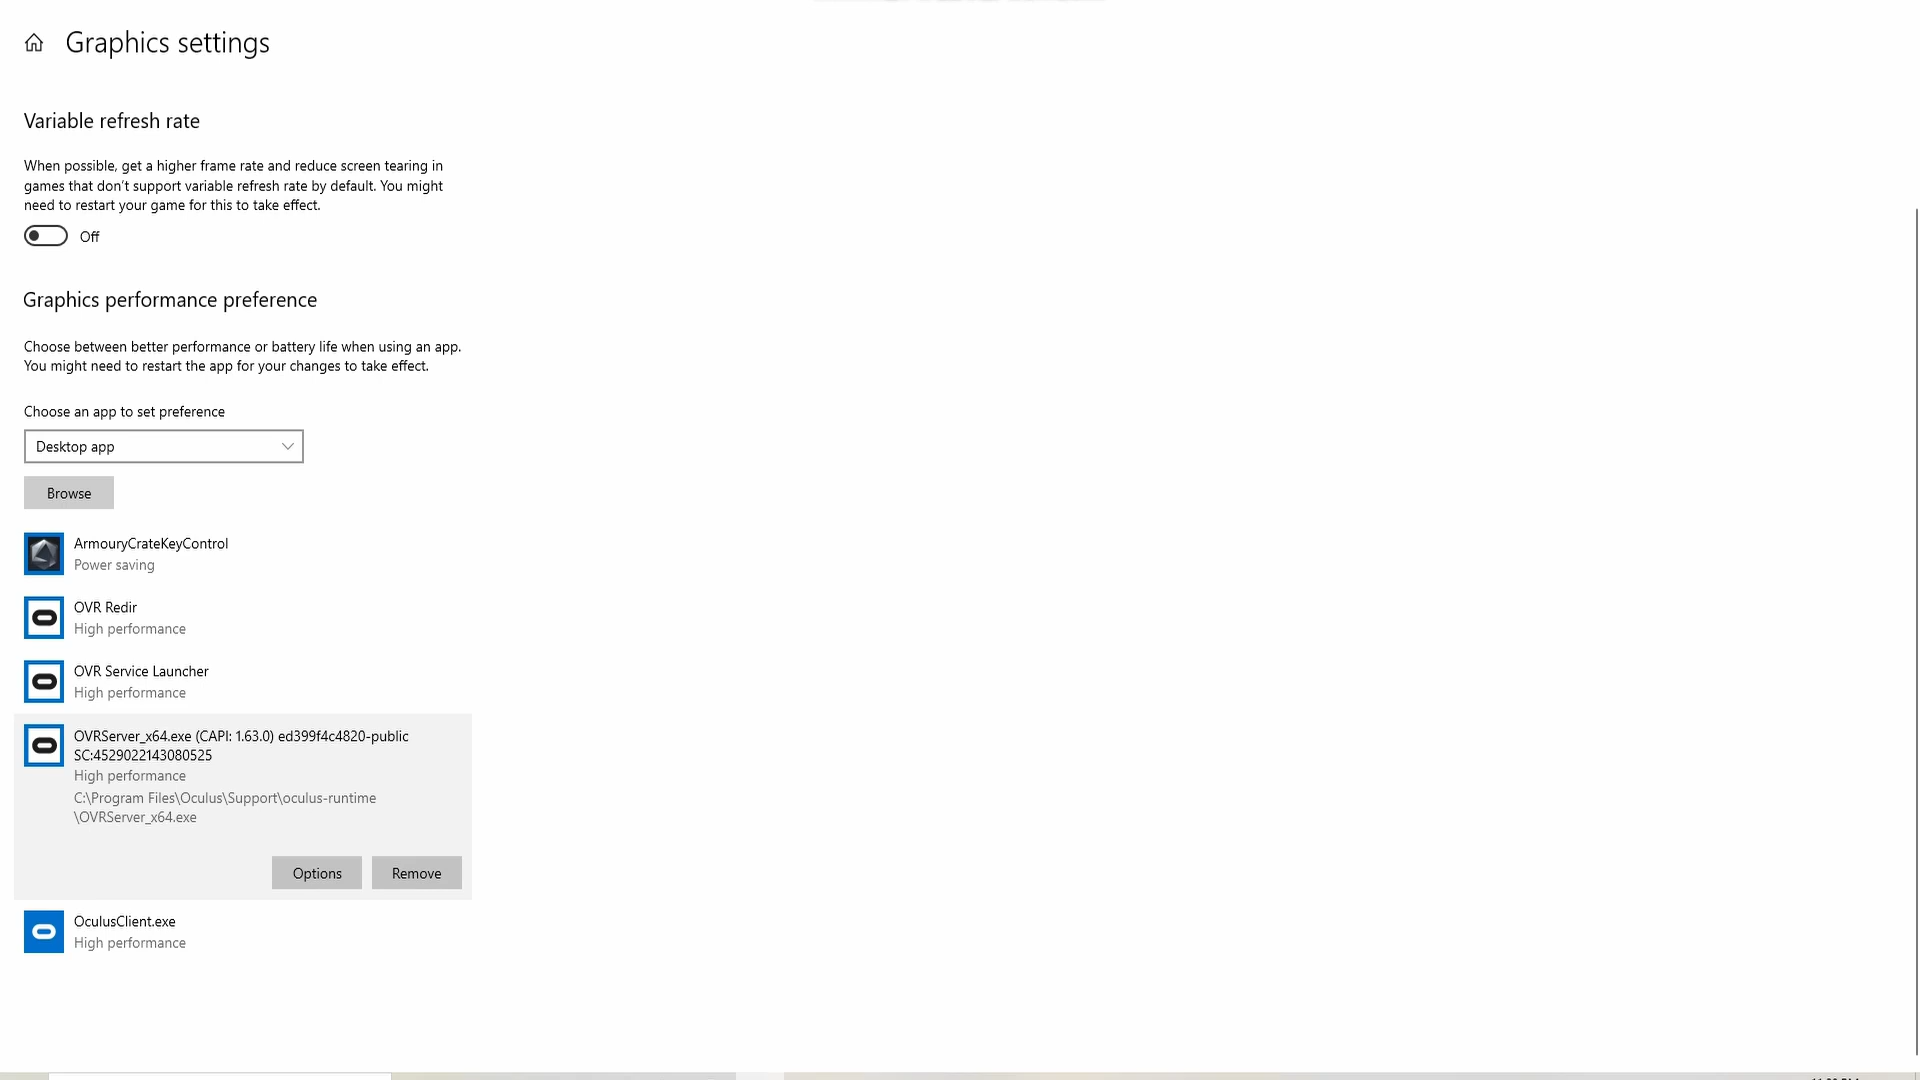 Graphics settings
Variable refresh rate
When possible, get a higher frame rate and reduce screen tearing in
games that don't support variable refresh rate by default. You might
need to restart your game for this to take effect.
Off
Graphics performance preference
Choose between better performance or battery life when using an app.
You might need to restart the app for your changes to take effect.
Choose an app to set preference
Desktop app
Browse
ArmouryCrateKeyControl
Power saving
OVR Redir
High performance
OVR Service Launcher
High performance
OVRServer_x64.exe (CAPI: 1.63.0) ed399f4c4820-public
SC:4529022143080525
High performance
C:\Program Files\Oculus\Support\oculus-runtime
\OVRServer_x64.exe
Options Remove
OculusClient.exe
High performance